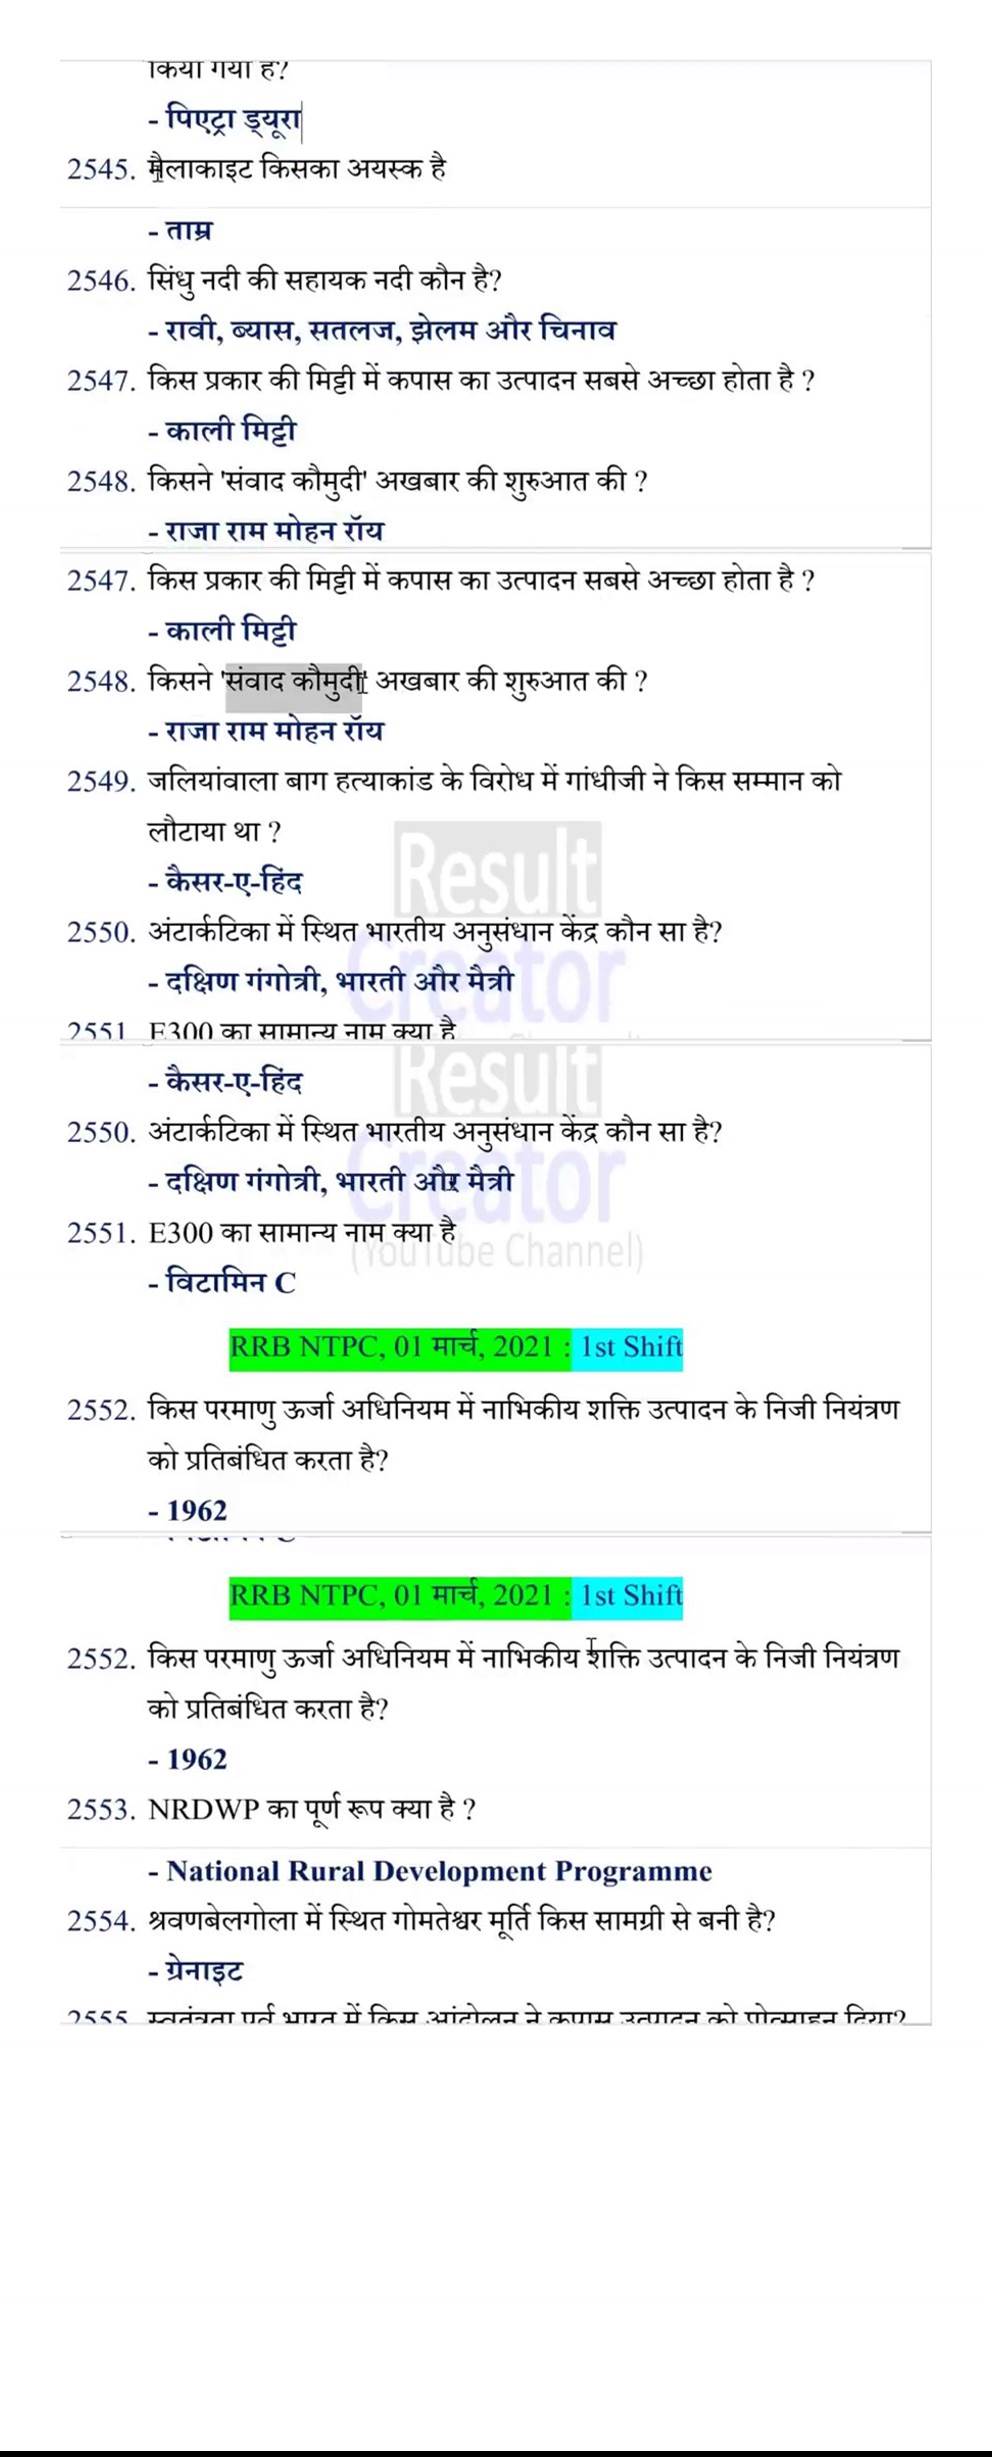 किया गया है?
- पिएट्रा ड्यूरा
2545. मैलाकाइट किसका अयस्क है
- ताम्र
2546. सिंधु नदी की सहायक नदी कौन है?
- रावी, ब्यास, सतलज, झेलम और चिनाव
2547. किस प्रकार की मिट्टी में कपास का उत्पादन सबसे अच्छा होता है ?
- काली मिट्टी
2548. किसने 'संवाद कौमुदी' अखबार की शुरुआत की ?
- राजा राम मोहन रॉय
2547. किस प्रकार की मिट्टी में कपास का उत्पादन सबसे अच्छा होता है ?
- काली मिट्टी
2548. किसने 'संवाद कौमुदी' अखबार की शुरुआत की ?
- राजा राम मोहन रॉय
2549. जलियांवाला बाग हत्याकांड के विरोध में गांधीजी ने किस सम्मान को
लौटाया था ?
Result
- कैसर-ए-हिंद
2550. अंटार्कटिका में स्थित भारतीय अनुसंधान केंद्र कौन सा है?
Creator
- दक्षिण गंगोत्री, भारती और मैत्री
2551 E300 का सामान्य नाम क्या है
Result
- कैसर-ए-हिंद
2550. अंटार्कटिका में स्थित भारतीय अनुसंधान केंद्र कौन सा है?
Creator
- दक्षिण गंगोत्री, भारती और मैत्री
2551. E300 का सामान्य नाम क्या है
(YouTube Channel)
- विटामिन C
RRB NTPC, 01 मार्च, 2021 : 1st Shift
2552. किस परमाणु ऊर्जा अधिनियम में नाभिकीय शक्ति उत्पादन के निजी नियंत्रण
को प्रतिबंधित करता है?
- 1962
RRB NTPC, 01 मार्च, 2021 : 1st Shift
2552. किस परमाणु ऊर्जा अधिनियम में नाभिकीय शक्ति उत्पादन के निजी नियंत्रण
को प्रतिबंधित करता है?
- 1962
2553. NRDWP का पूर्ण रूप क्या है ?
- National Rural Development Programme
2554. श्रवणबेलगोला में स्थित गोमतेश्वर मूर्ति किस सामग्री से बनी है?
- ग्रेनाइट
2555 स्वतंत्रता पूर्व भारत में किस आंदोलन ने कपास उत्पादन को प्रोत्साहन दिया?